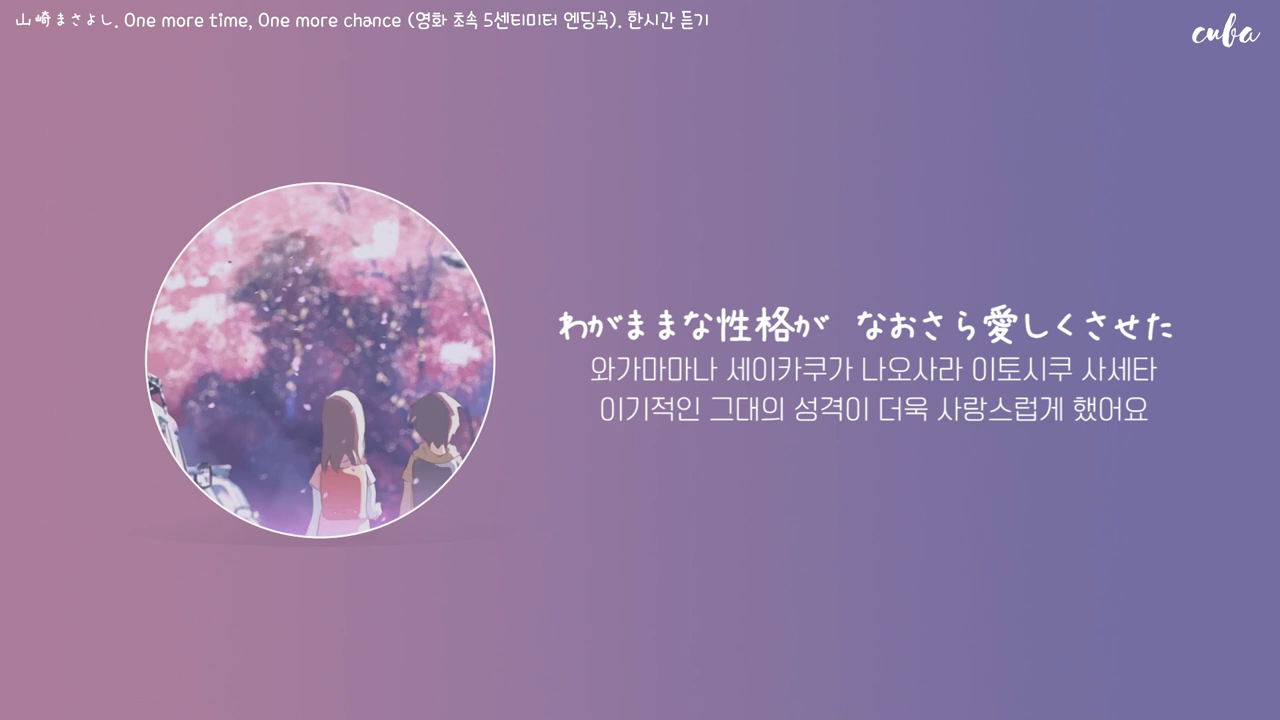 山崎まさよし. One more time, One more chance (영화 초속 5센티미터 엔딩곡). 한시간 듣기
cuba
わがままな性格が なおさら愛しくさせた
와가마마나 세이카쿠가 나오사라 이토시쿠 사세타
이기적인 그대의 성격이 더욱 사랑스럽게 했어요